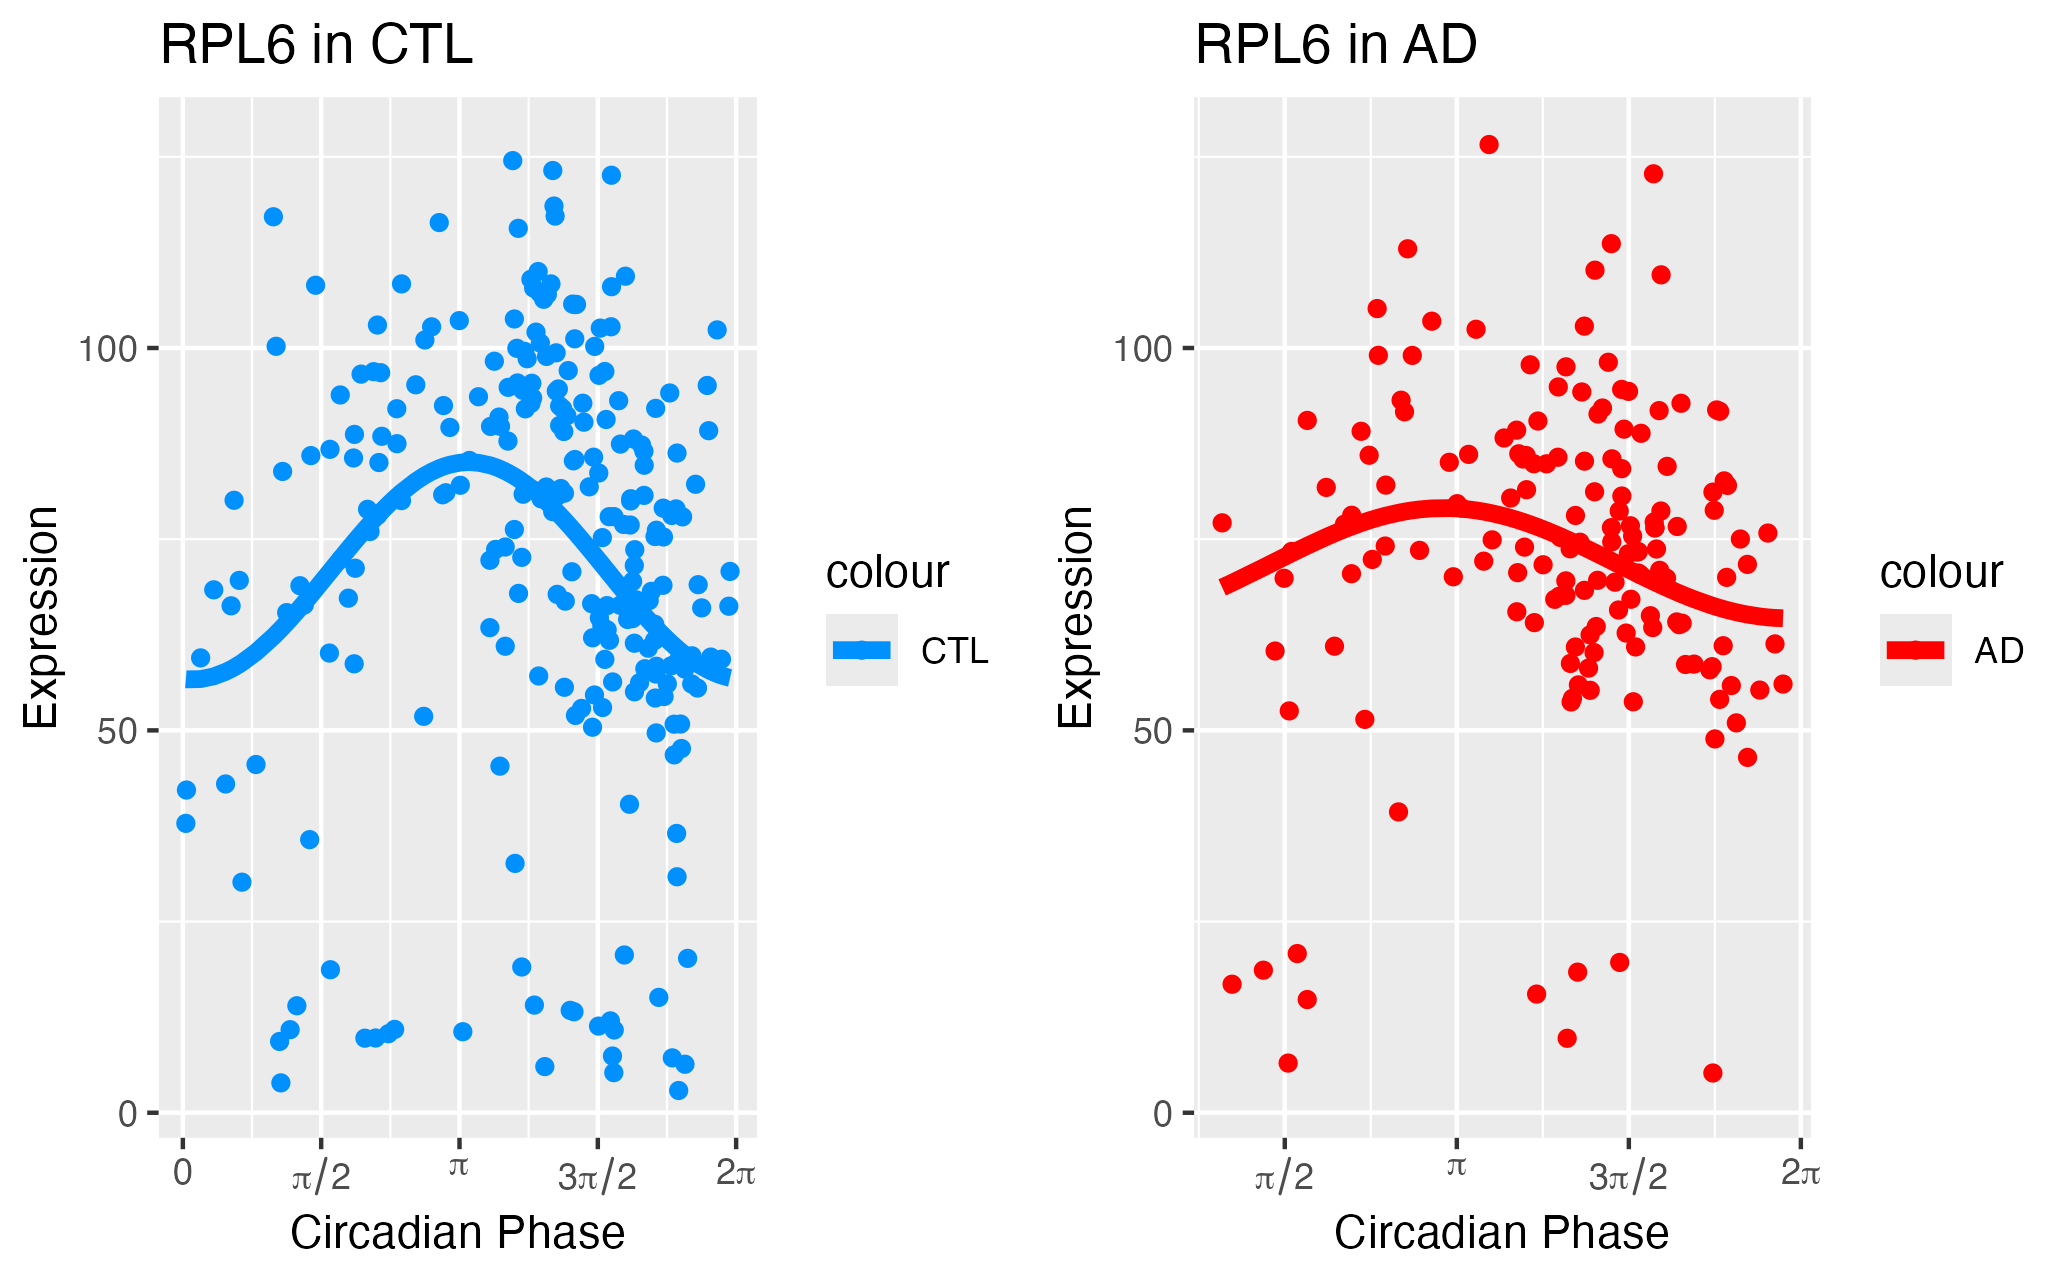 RPL6 in CTL
100
50
0
Expression
0
π/2
π
3π/2
2π
Circadian Phase
colour
CTL
RPL6 in AD
100
50
0
Expression
π/2
π
3π/2
2π
Circadian Phase
colour
AD